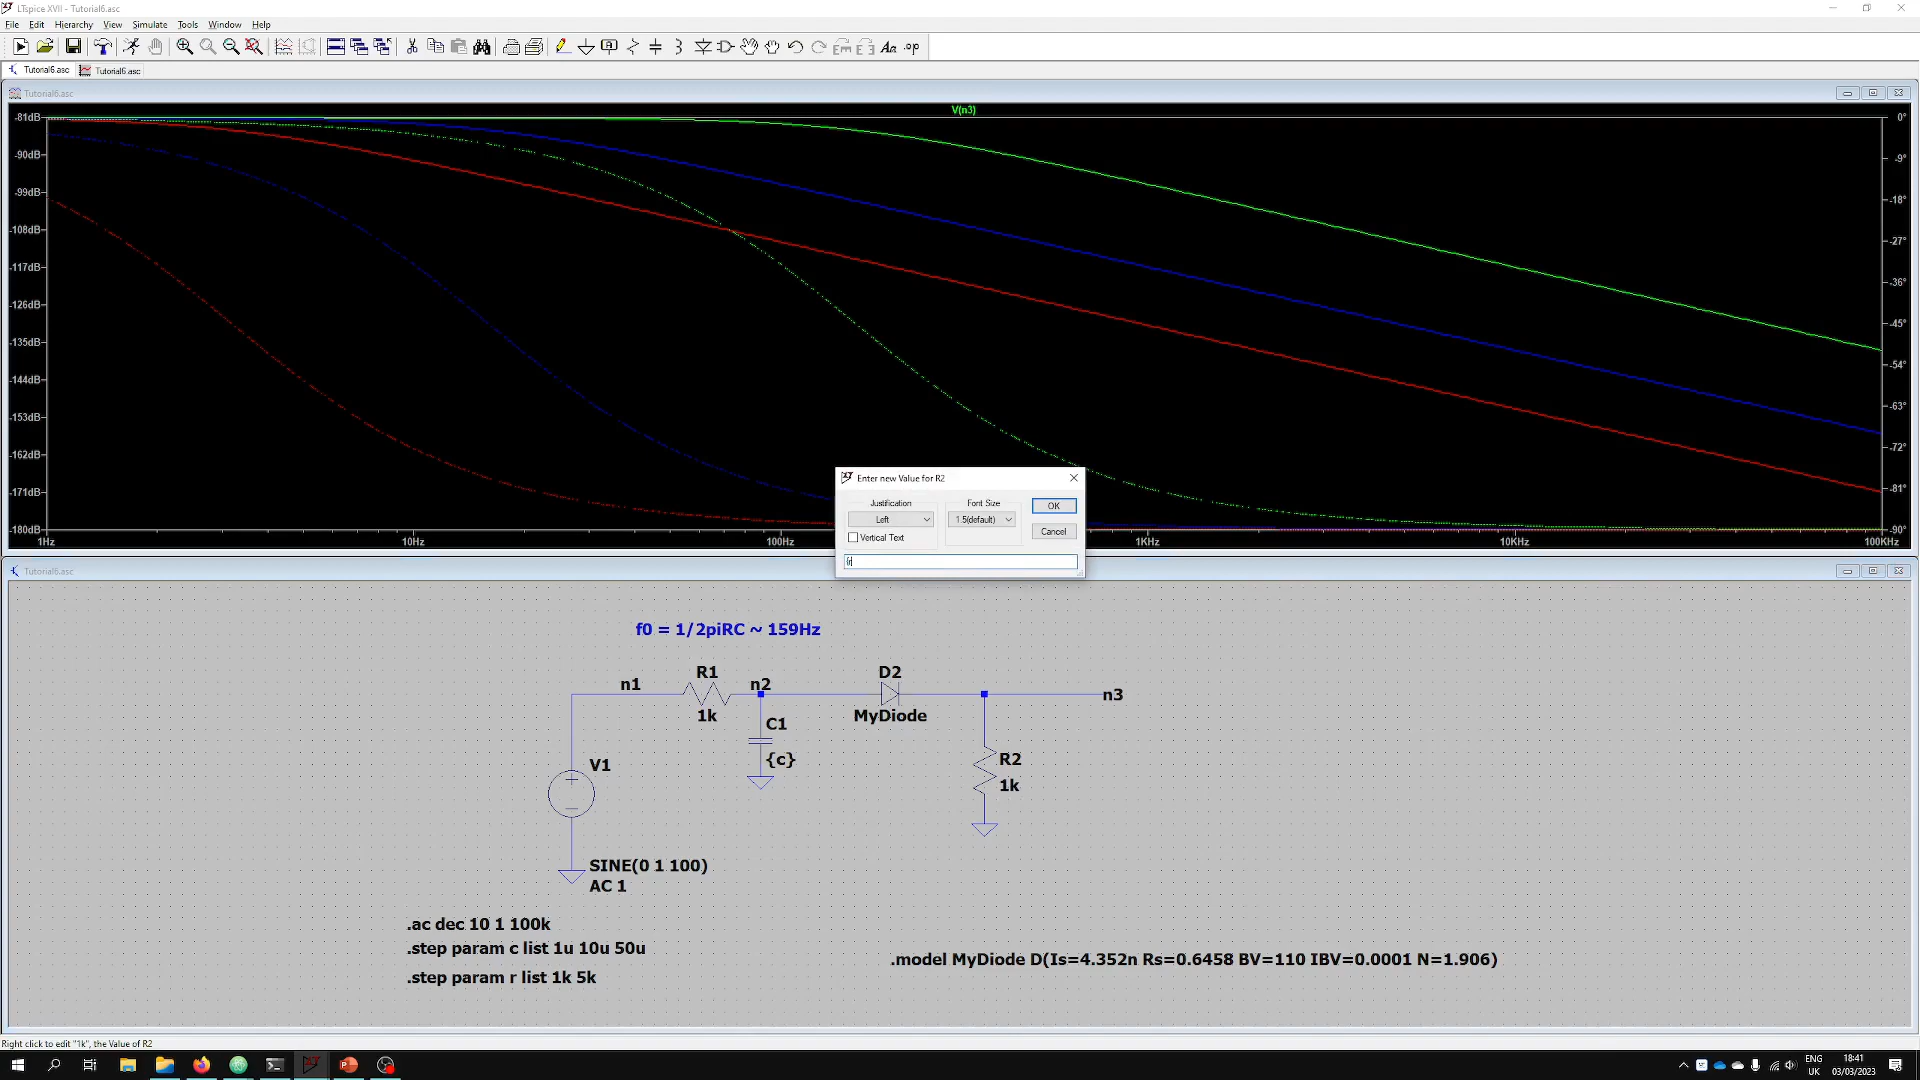 LTspice XVII - Tutorial6.asc
File Edit Hierarchy View Simulate Tools Window Help
Tutorial6.asc Tutorial6.asc
Tutorial6.asc
V(n3)
-81dB
-90dB
-99dB
-108dB
-117dB
-126dB
-135dB
-144dB
-153dB
-162dB
-171dB
-180dB
0°
-9°
-18°
-27°
-36°
-45°
-54°
-63°
-72°
-81°
-90°
1Hz 10Hz 100Hz 1KHz 10KHz 100KHz
Enter new Value for R2
Justification
Left
Vertical Text
Font Size
1.5(default)
OK
Cancel
{r
Tutorial6.asc
f0 = 1/2piRC ~ 159Hz
n1
R1
1k
n2
C1
{c}
D2
MyDiode
n3
R2
1k
V1
SINE(0 1 100)
AC 1
.ac dec 10 1 100k
.step param c list 1u 10u 50u
.step param r list 1k 5k
.model MyDiode D(Is=4.352n Rs=0.6458 BV=110 IBV=0.0001 N=1.906)
Right click to edit "1k", the Value of R2
ENG
UK
18:41
03/03/2023